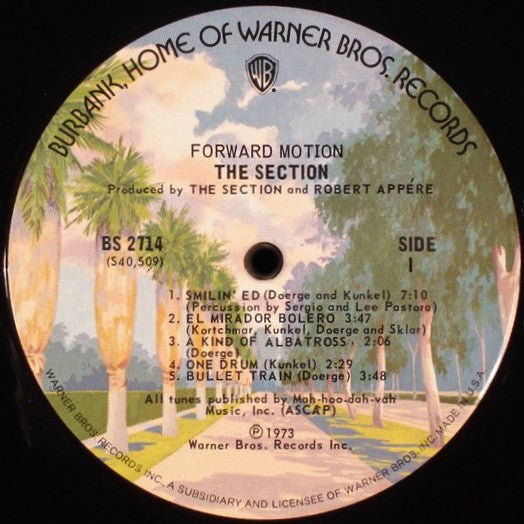 BURBANK, HOME OF WARNER BROS. RECORDS
WB
FORWARD MOTION
THE SECTION
Produced by THE SECTION and ROBERT APPÉRE
BS 2714
(S40,509)
SIDE
1
1. SMILIN' ED (Doerge and Kunkel) 7:10
(Percussion by Sergio and Lee Pastora)
2. EL MIRADOR BOLERO 3:47
(Kortchmar, Kunkel, Doerge and Sklar)
3. A KIND OF ALBATROSS 2:06
(Doerge)
4. ONE DRUM (Kunkel) 2:29
5. BULLET TRAIN (Doerge) 3:48
All tunes published by Mah-hoo-dah-vah
Music, Inc. (ASCAP)
℗ 1973
Warner Bros. Records Inc.
WARNER BROS. RECORDS INC., A SUBSIDIARY AND LICENSEE OF WARNER BROS. INC. MADE IN U.S.A.